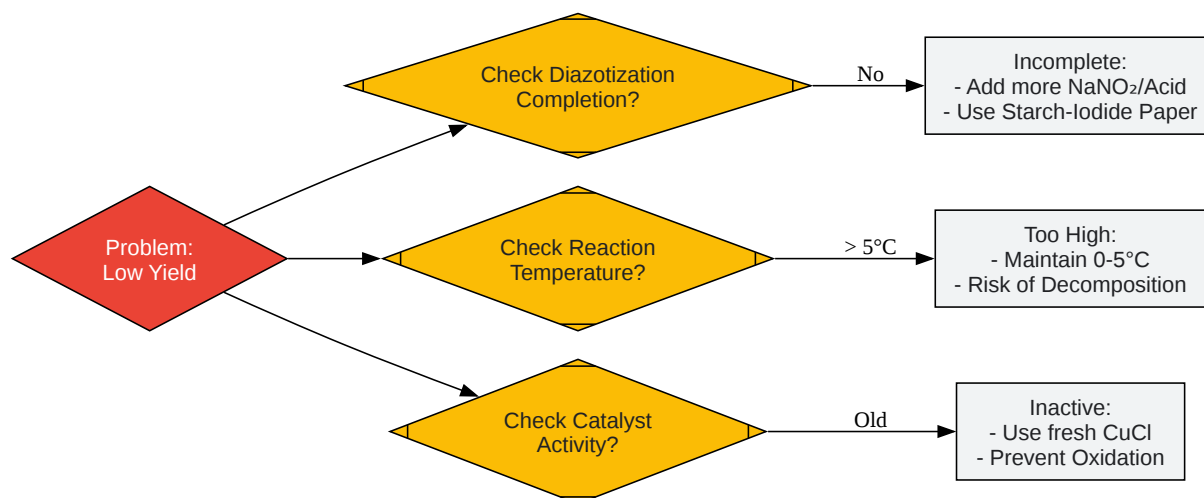 Problem:
Low Yield
Check Diazotization
Completion?
No
Incomplete:
- Add more NaNO₂/Acid
- Use Starch-Iodide Paper
Check Reaction
Temperature?
> 5°C
Too High:
- Maintain 0-5°C
- Risk of Decomposition
Check Catalyst
Activity?
Old
Inactive:
- Use fresh CuCl
- Prevent Oxidation